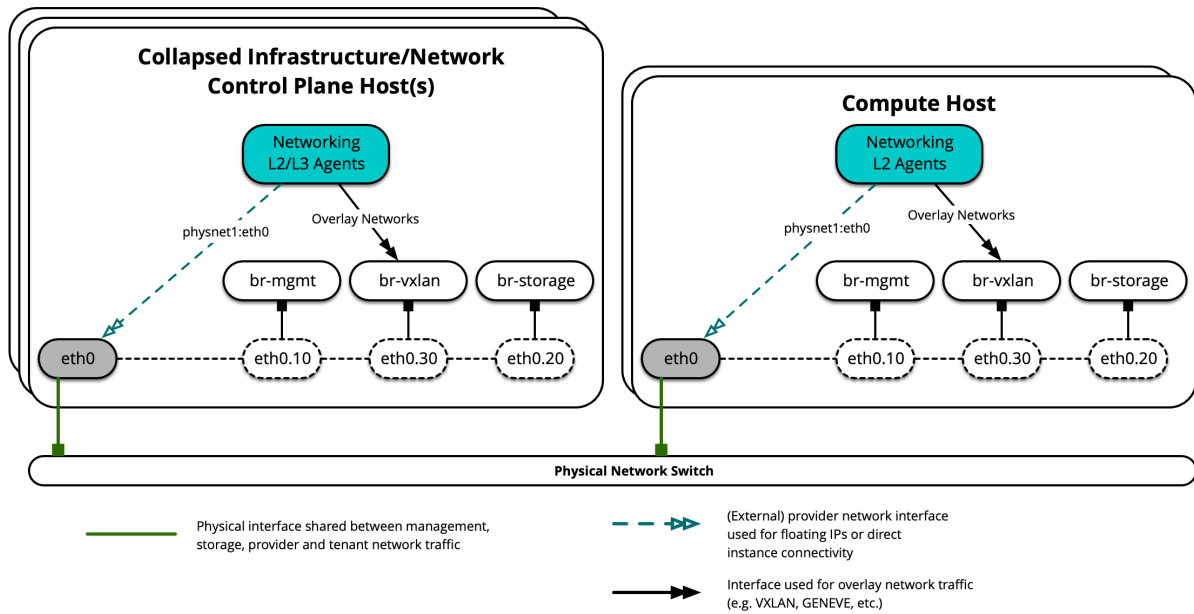 Collapsed Infrastructure/Network
Control Plane Host(s)
Networking
L2/L3 Agents
Overlay Networks
physnet1:eth0
br-mgmt
br-vxlan
br-storage
eth0
eth0.10
eth0.30
eth0.20
Compute Host
Networking
L2 Agents
Overlay Networks
physnet1:eth0
br-mgmt
br-vxlan
br-storage
eth0
eth0.10
eth0.30
eth0.20
Physical Network Switch
Physical interface shared between management,
storage, provider and tenant network traffic
(External) provider network interface
used for floating IPs or direct
instance connectivity
Interface used for overlay network traffic
(e.g. VXLAN, GENEVE, etc.)